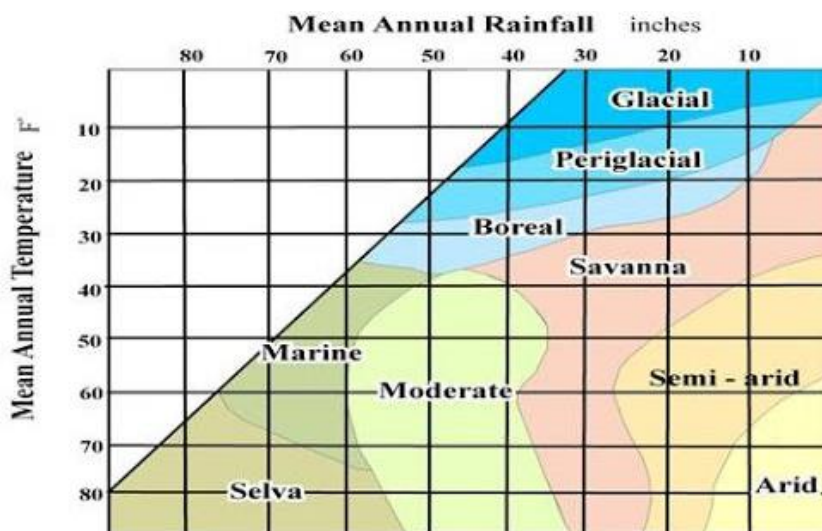 Mean Annual Rainfall inches
80 70 60 50 40 30 20 10
Mean Annual Temperature F°
10
20
30
40
50
60
70
80
Glacial
Periglacial
Boreal
Savanna
Marine
Moderate
Semi - arid
Selva
Arid